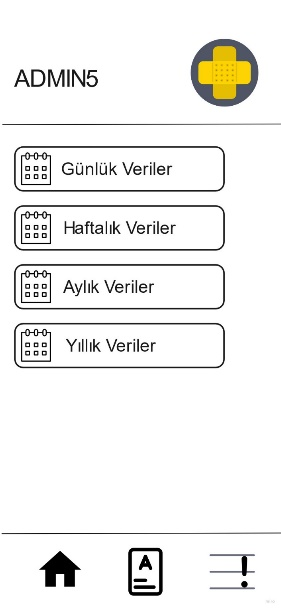 ADMIN5
Günlük Veriler
Haftalık Veriler
Aylık Veriler
Yıllık Veriler
A
!